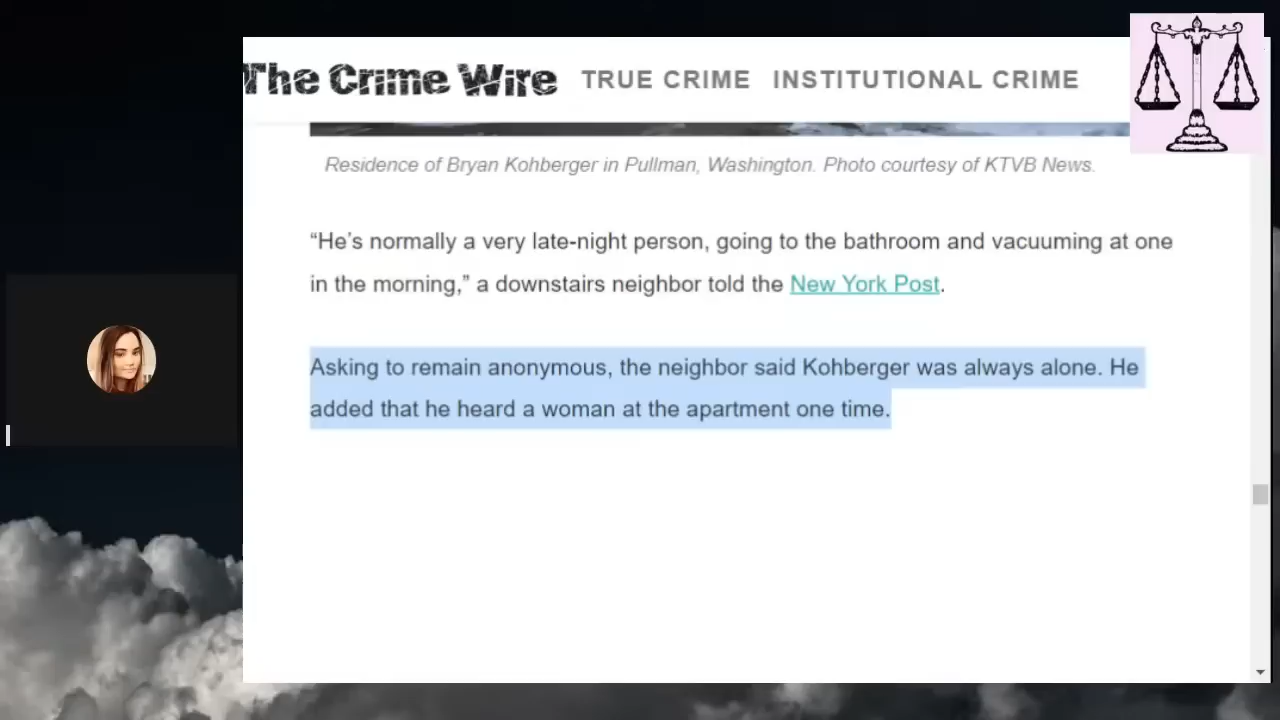 The Crime Wire TRUE CRIME INSTITUTIONAL CRIME
Residence of Bryan Kohberger in Pullman, Washington. Photo courtesy of KTVB News.
“He’s normally a very late-night person, going to the bathroom and vacuuming at one
in the morning,” a downstairs neighbor told the New York Post.
Asking to remain anonymous, the neighbor said Kohberger was always alone. He
added that he heard a woman at the apartment one time.